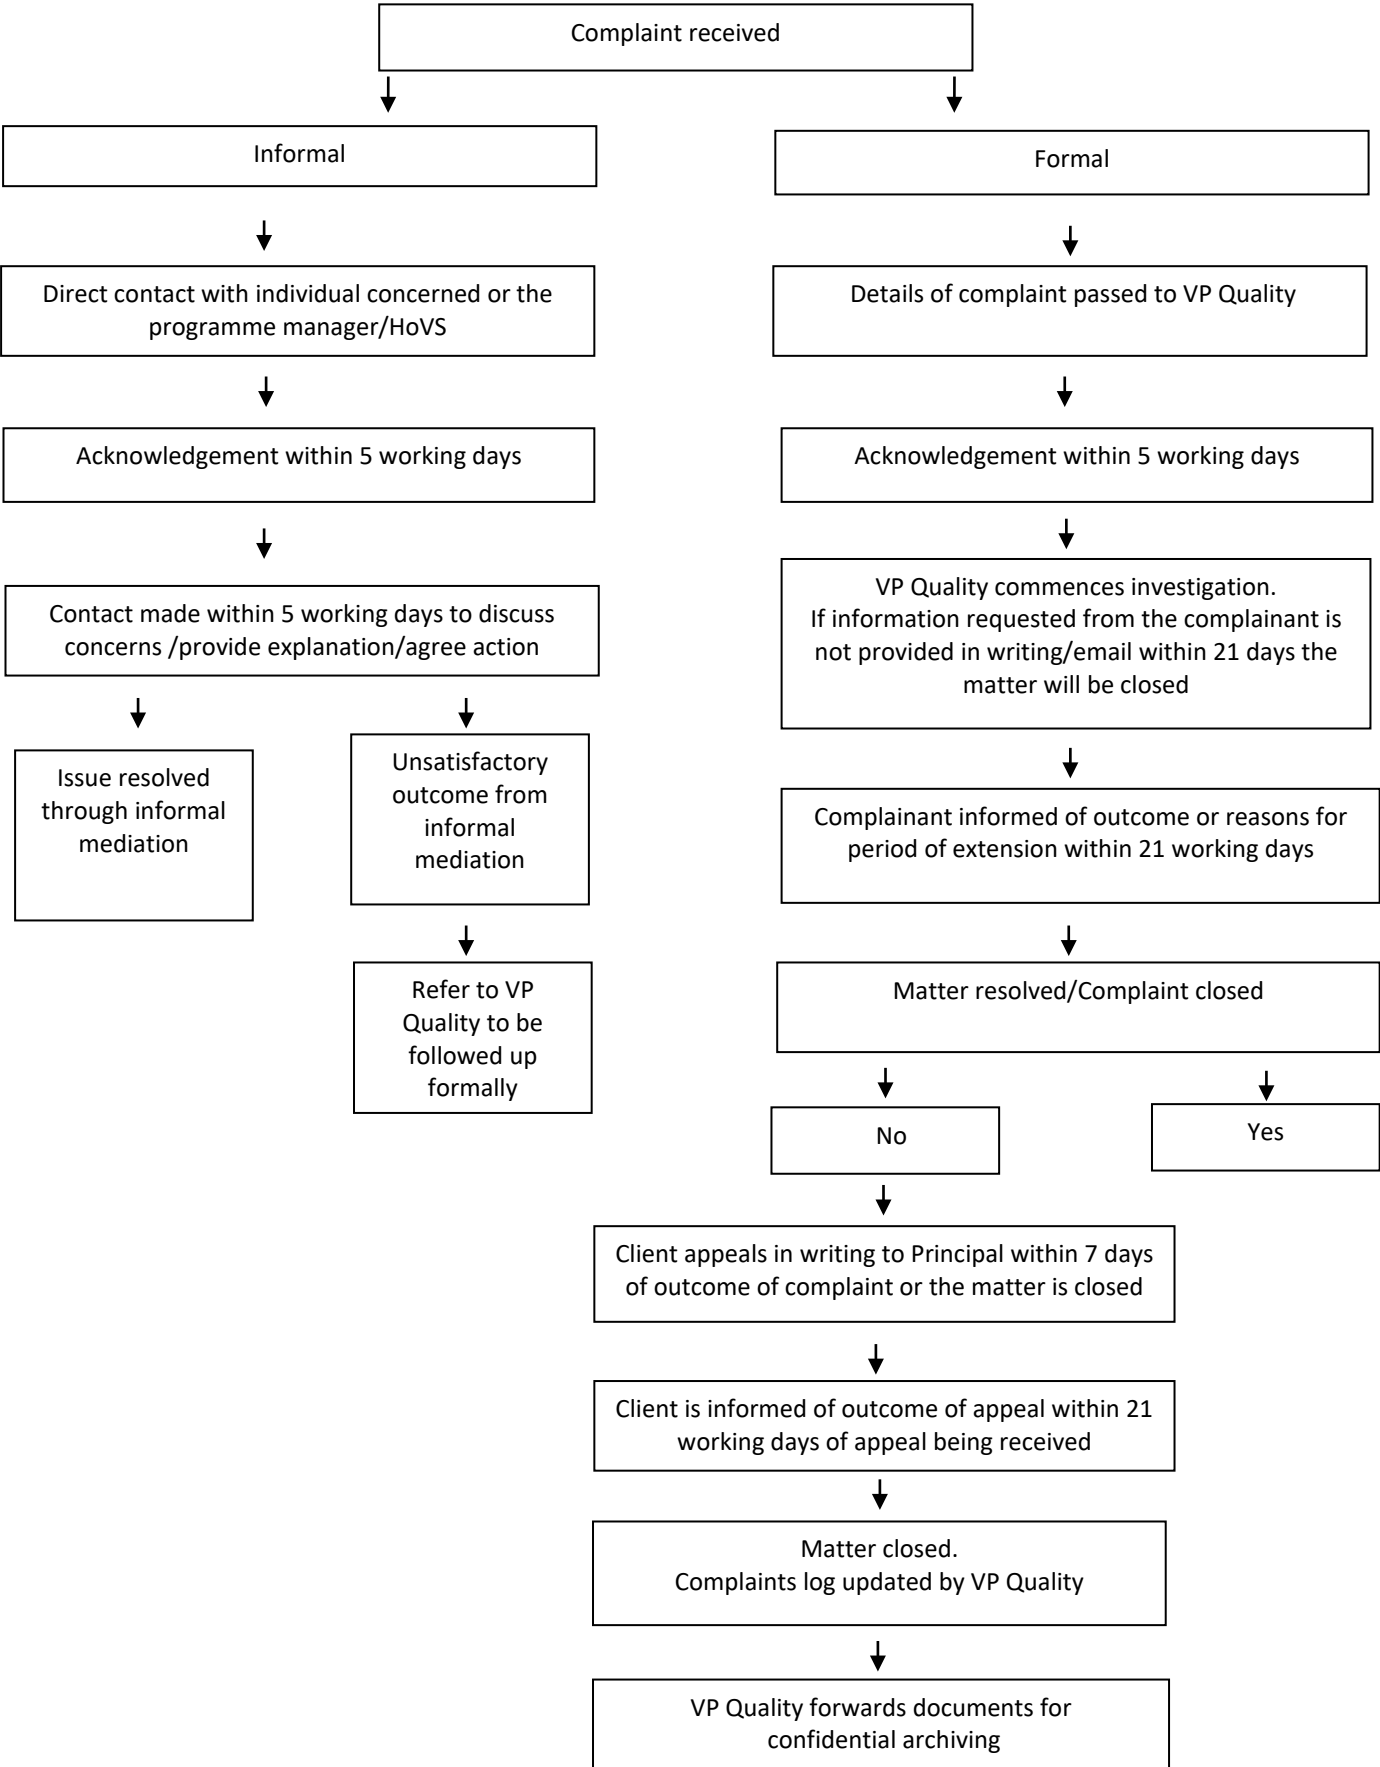 Complaint received
Informal
Formal
Direct contact with individual concerned or the
programme manager/HoVS
Details of complaint passed to VP Quality
Acknowledgement within 5 working days
Acknowledgement within 5 working days
Contact made within 5 working days to discuss
concerns /provide explanation/agree action
VP Quality commences investigation.
If information requested from the complainant is
not provided in writing/email within 21 days the
matter will be closed
Issue resolved
through informal
mediation
Unsatisfactory
outcome from
informal
mediation
Complainant informed of outcome or reasons for
period of extension within 21 working days
Refer to VP
Quality to be
followed up
formally
Matter resolved/Complaint closed
No
Yes
Client appeals in writing to Principal within 7 days
of outcome of complaint or the matter is closed
Client is informed of outcome of appeal within 21
working days of appeal being received
Matter closed.
Complaints log updated by VP Quality
VP Quality forwards documents for
confidential archiving